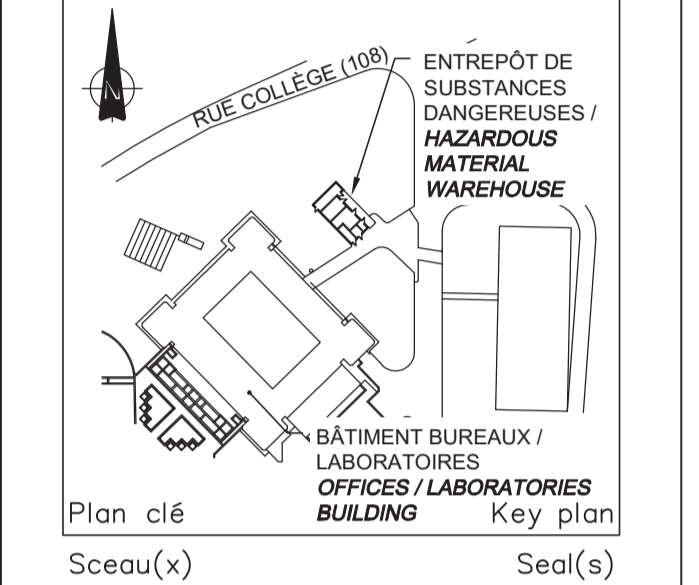 N
RUE COLLÈGE (108)
ENTREPÔT DE
SUBSTANCES
DANGEREUSES /
HAZARDOUS
MATERIAL
WAREHOUSE
BÂTIMENT BUREAUX /
LABORATOIRES
OFFICES / LABORATORIES
BUILDING
Plan clé Key plan
Sceau(x) Seal(s)